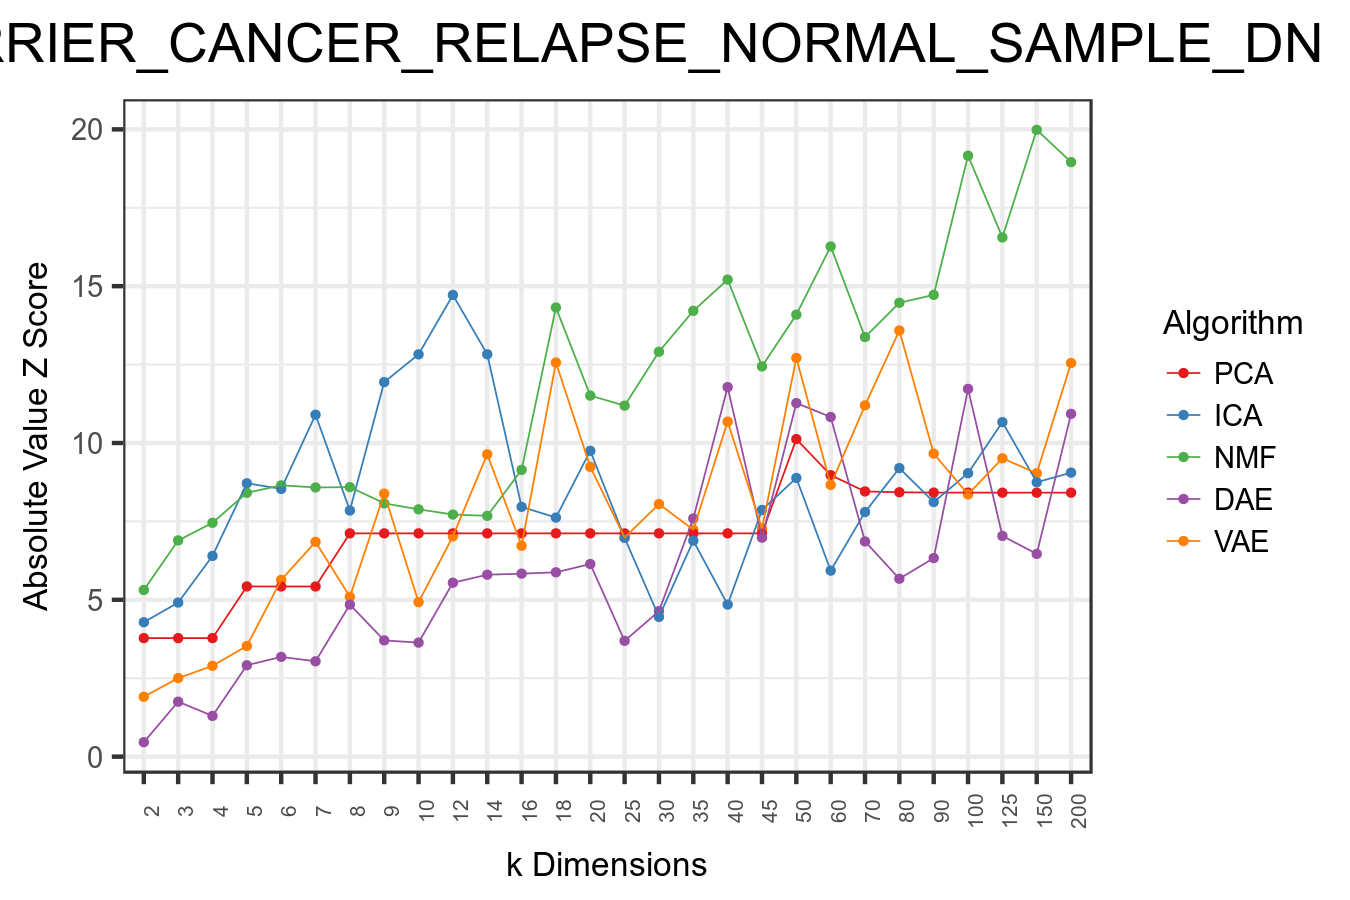 RRIER_CANCER_RELAPSE_NORMAL_SAMPLE_DN
Absolute Value Z Score
20
15
10
5
0
2 3 4 5 6 7 8 9 10 12 14 16 18 20 25 30 35 40 45 50 60 70 80 90 100 125 150 200
k Dimensions
Algorithm
PCA
ICA
NMF
DAE
VAE